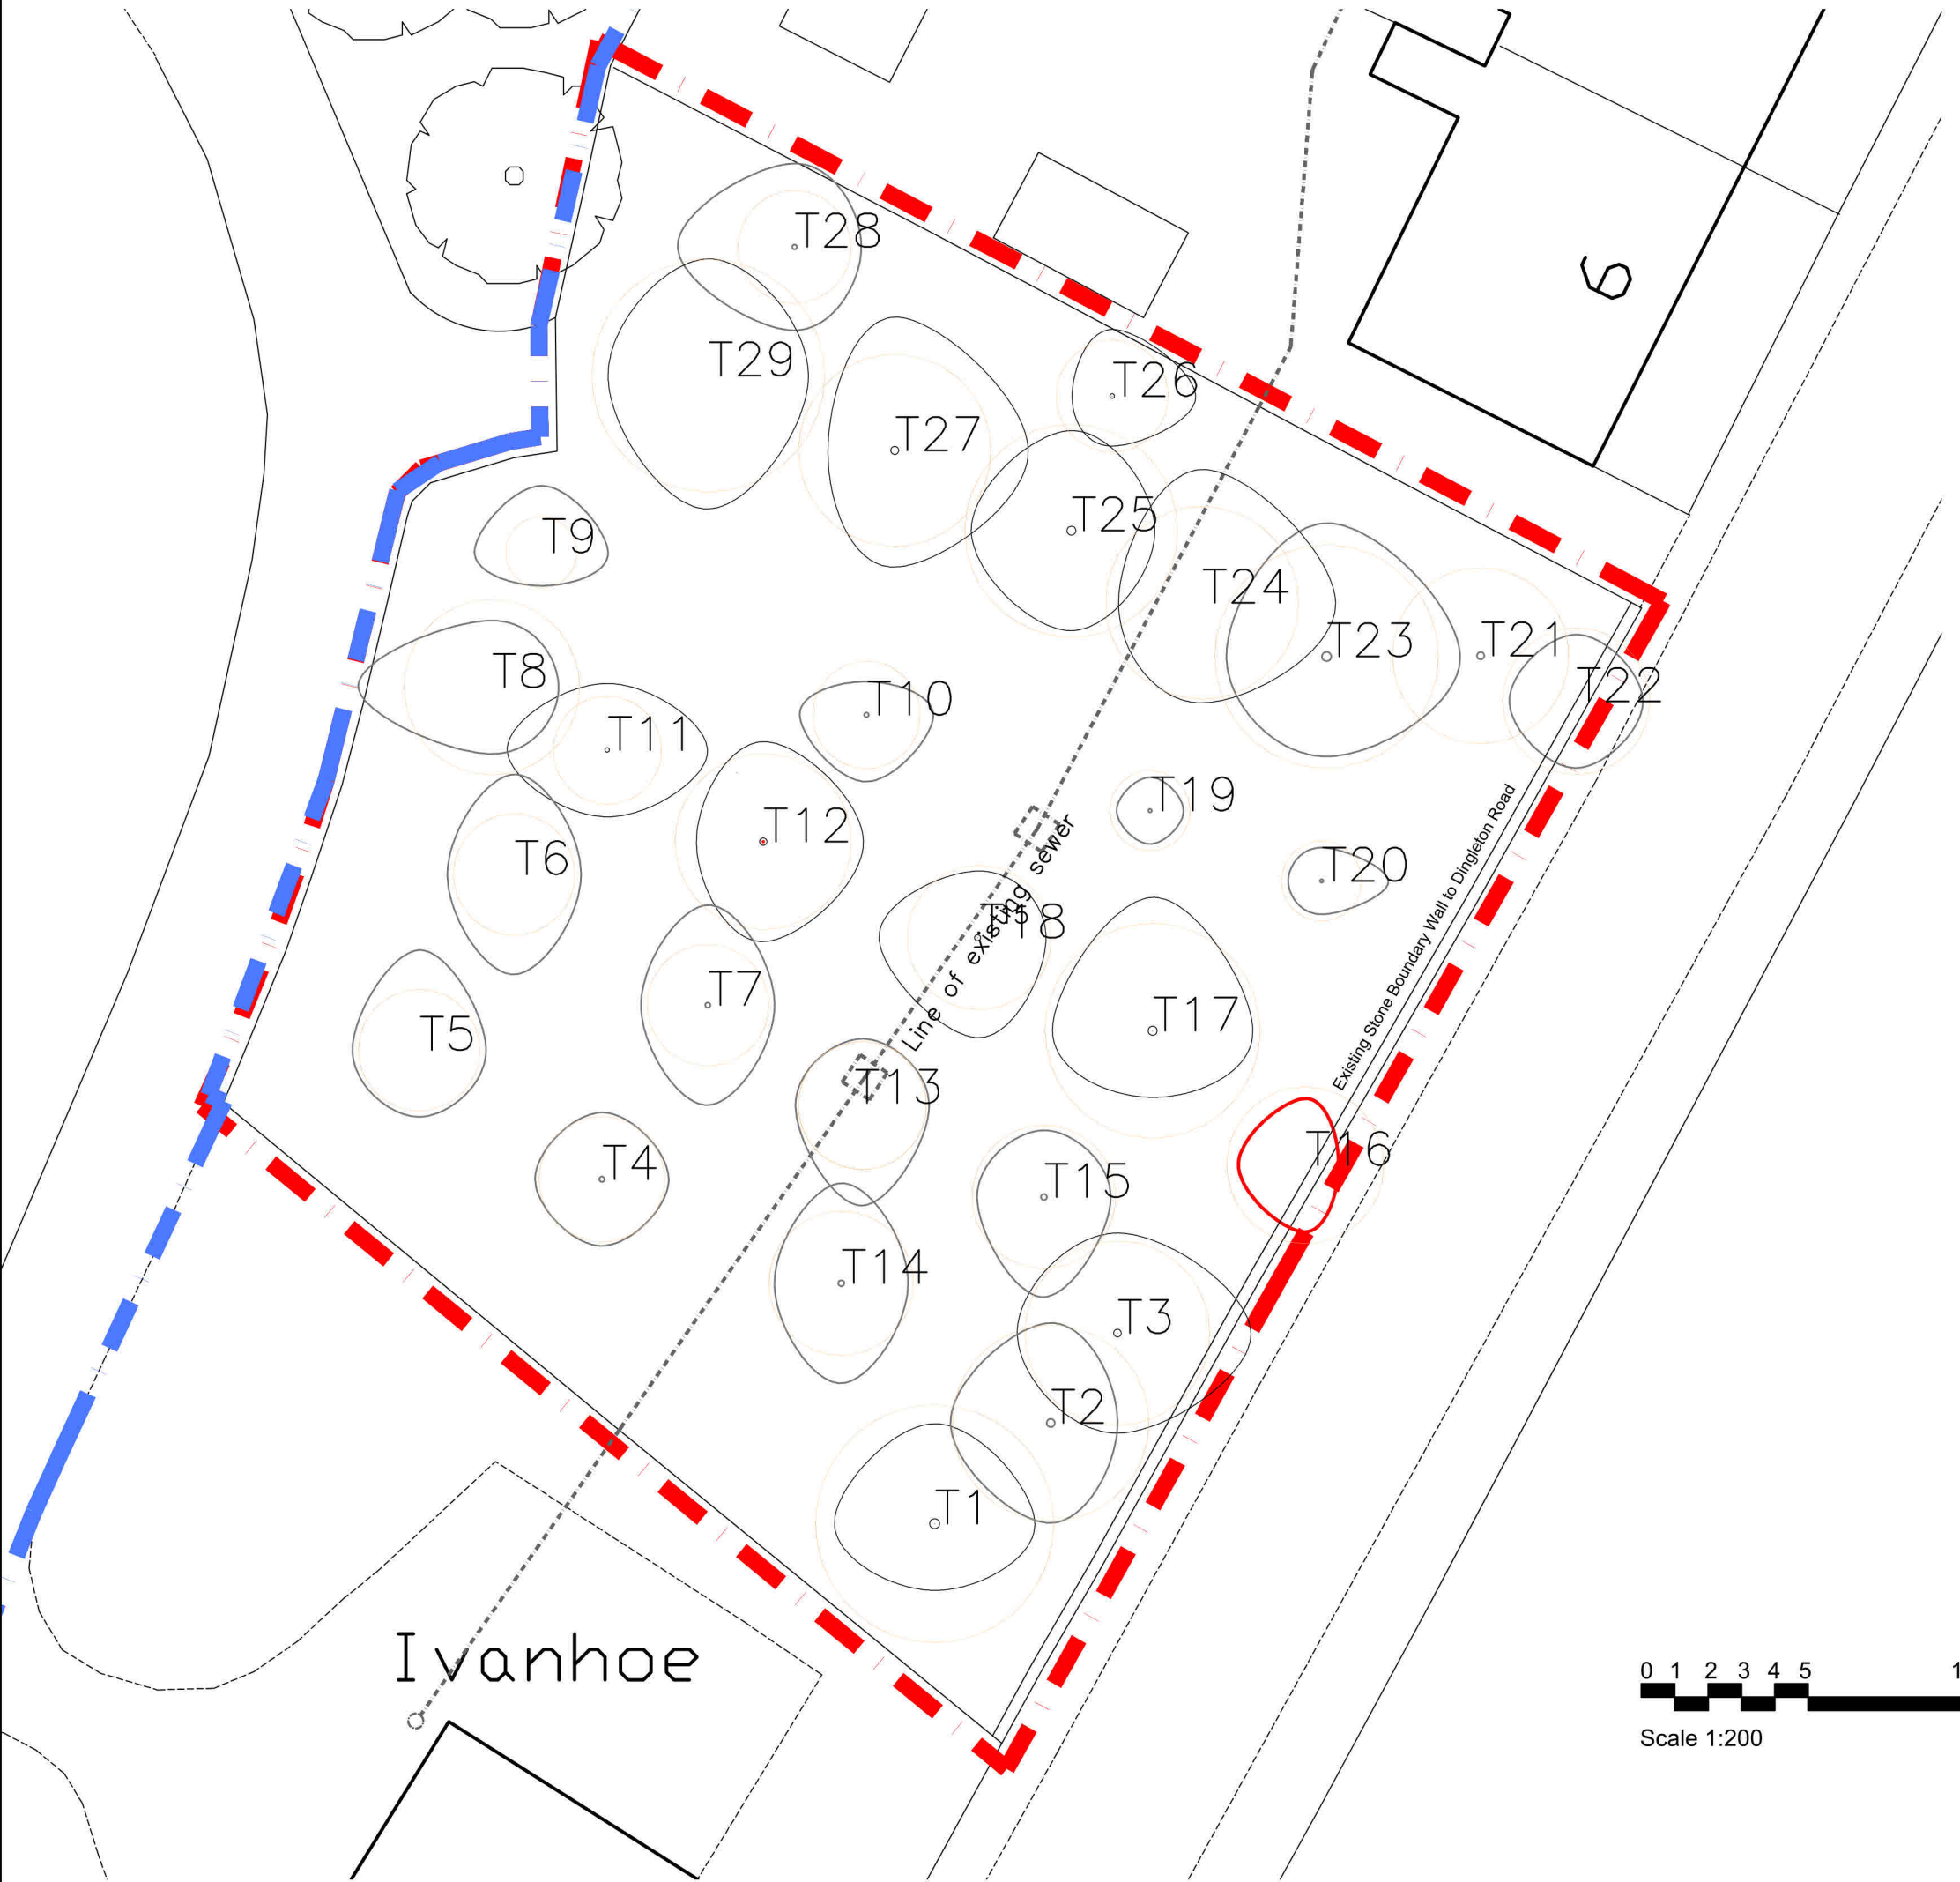 6
T28
T29
T26
T27
T25
T9
T24
T23
T21
T22
T8
T10
T11
T19
T12
T6
T20
T18
Line of existing sewer
Existing Stone Boundary Wall to Dingleton Road
T7
T17
T5
T13
T16
T4
T15
T14
T3
T2
T1
Ivanhoe
0 1 2 3 4 5 1
Scale 1:200